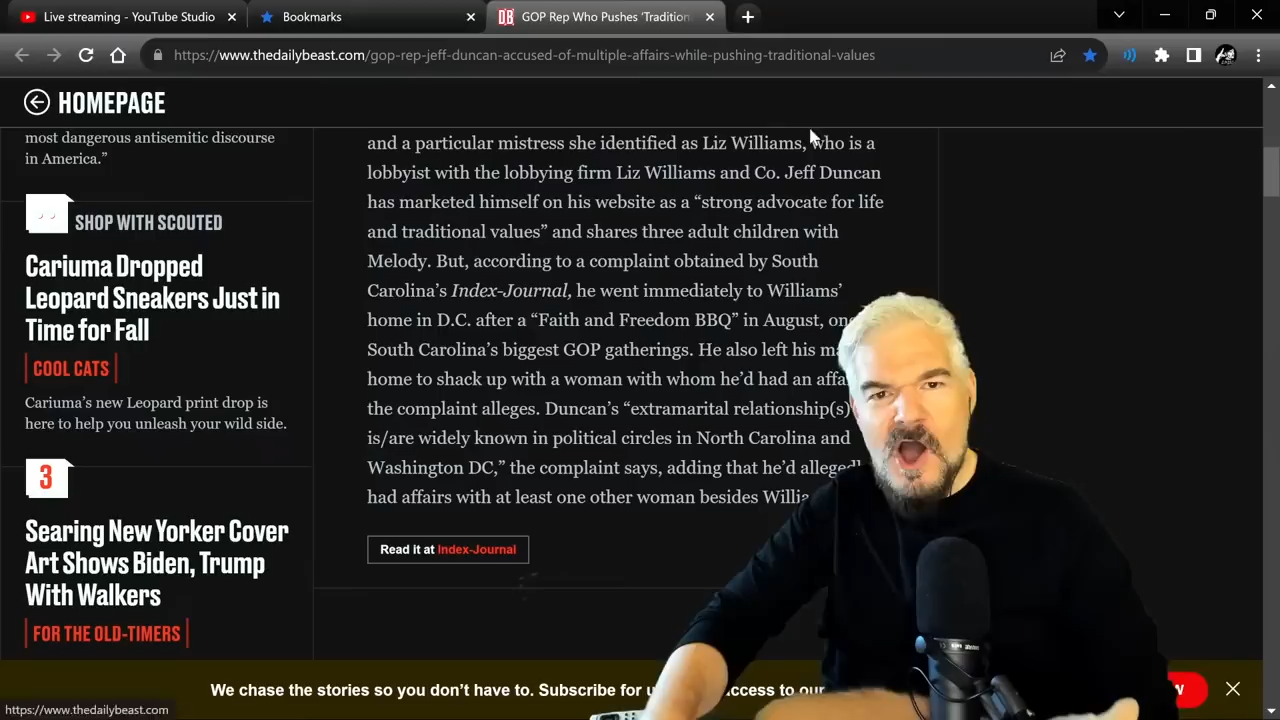 Live streaming - YouTube Studio
Bookmarks
GOP Rep Who Pushes ‘Tradition
https://www.thedailybeast.com/gop-rep-jeff-duncan-accused-of-multiple-affairs-while-pushing-traditional-values
HOMEPAGE
most dangerous antisemitic discourse
in America.”
SHOP WITH SCOUTED
Cariuma Dropped
Leopard Sneakers Just in
Time for Fall
COOL CATS
Cariuma’s new Leopard print drop is
here to help you unleash your wild side.
3
Searing New Yorker Cover
Art Shows Biden, Trump
With Walkers
FOR THE OLD-TIMERS
and a particular mistress she identified as Liz Williams, who is a
lobbyist with the lobbying firm Liz Williams and Co. Jeff Duncan
has marketed himself on his website as a “strong advocate for life
and traditional values” and shares three adult children with
Melody. But, according to a complaint obtained by South
Carolina’s Index-Journal, he went immediately to Williams’
home in D.C. after a “Faith and Freedom BBQ” in August, one
South Carolina’s biggest GOP gatherings. He also left his
home to shack up with a woman with whom he’d had an
the complaint alleges. Duncan’s “extramarital relationship(s)
is/are widely known in political circles in North Carolina and
Washington DC,” the complaint says, adding that he’d
had affairs with at least one other woman besides
Read it at Index-Journal
We chase the stories so you don’t have to. Subscribe for access to our
https://www.thedailybeast.com